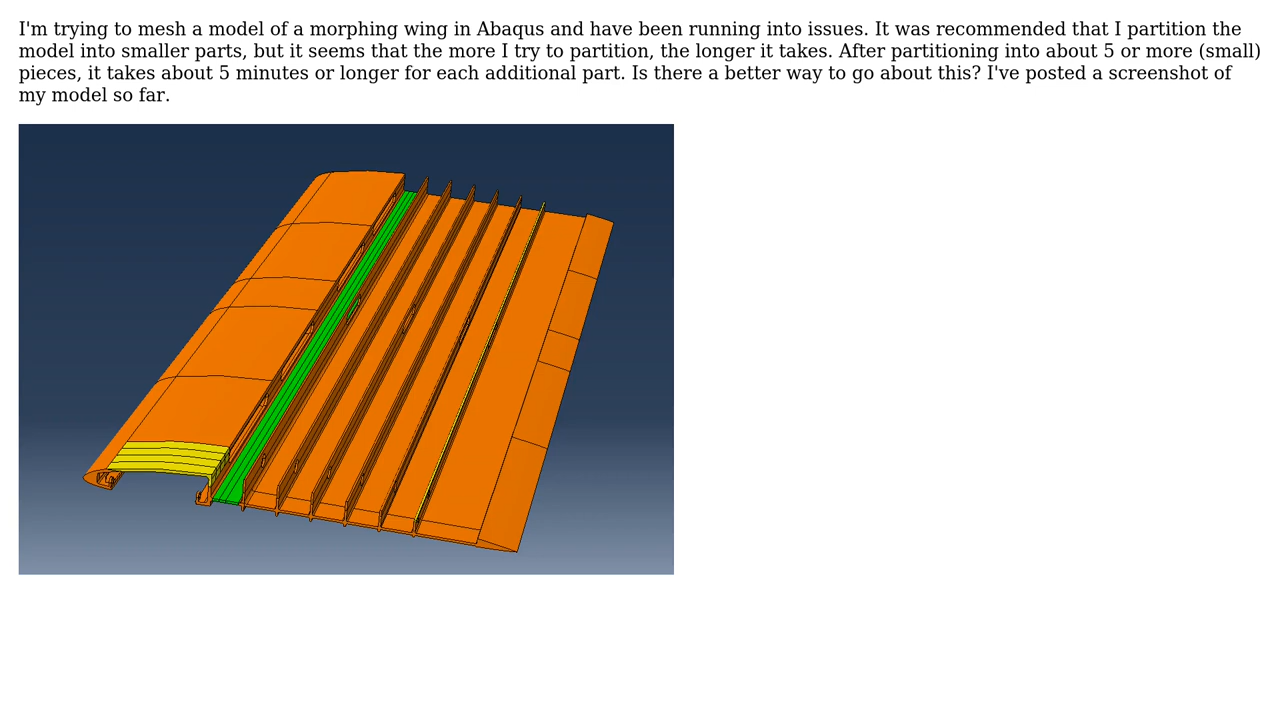 I'm trying to mesh a model of a morphing wing in Abaqus and have been running into issues. It was recommended that I partition the
model into smaller parts, but it seems that the more I try to partition, the longer it takes. After partitioning into about 5 or more (small)
pieces, it takes about 5 minutes or longer for each additional part. Is there a better way to go about this? I've posted a screenshot of
my model so far.